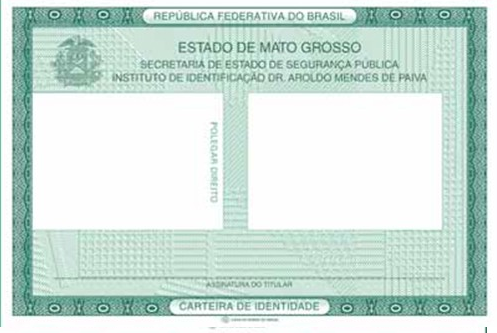 REPÚBLICA FEDERATIVA DO BRASIL
ESTADO DE MATO GROSSO
SECRETARIA DE ESTADO DE SEGURANÇA PÚBLICA
INSTITUTO DE IDENTIFICAÇÃO DR. AROLDO MENDES DE PAIVA
POLEGAR DIREITO
ASSINATURA DO TITULAR
CARTEIRA DE IDENTIDADE